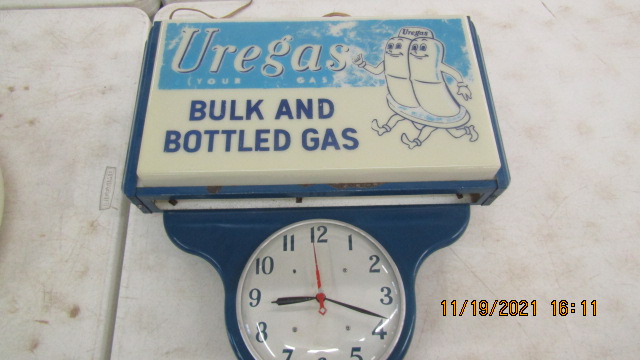 Uregas
Uregas
(YOUR GAS)
BULK AND
BOTTLED GAS
12
11
10
2
9
3
8
4
7
5
6
11/19/2021 16:11